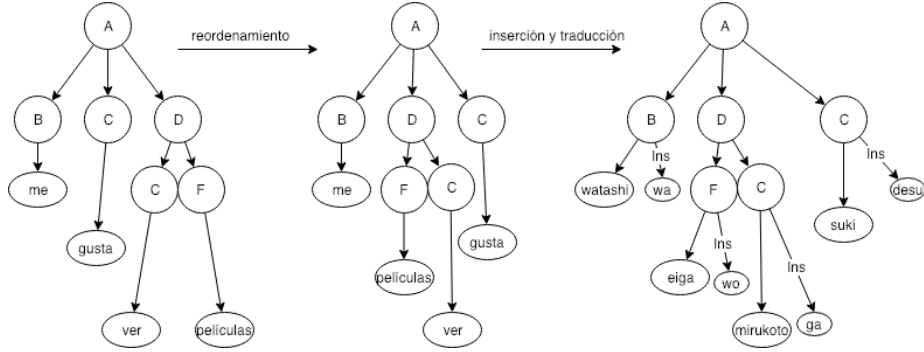 A reordenamiento A inserción y traducción A
B C D B D C B D C
Ins Ins
me C F me F C watashi wa F C desu
suki
gusta gusta Ins
películas eiga wo Ins
ver películas ver mirukoto ga